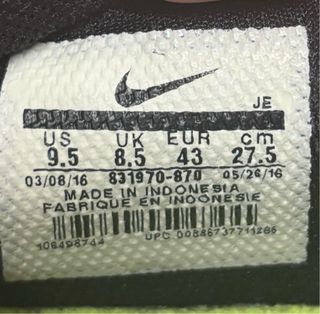 JE
US UK EUR cm
9.5 8.5 43 27.5
03/08/16 831970-870 05/26/16
MADE IN INDONESIA
FABRIQUE EN INDONESIE
106498744
UPC 00886737711266